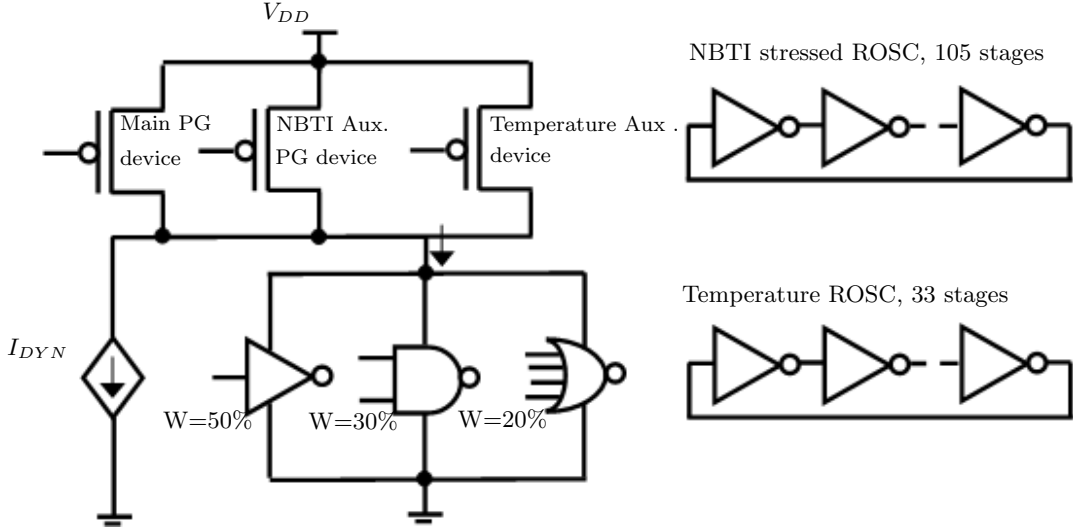 V_DD
NBTI stressed ROSC, 105 stages
Main PG
device
NBTI Aux.
PG device
Temperature Aux .
device
Temperature ROSC, 33 stages
I_DYN
W=50%
W=30%
W=20%